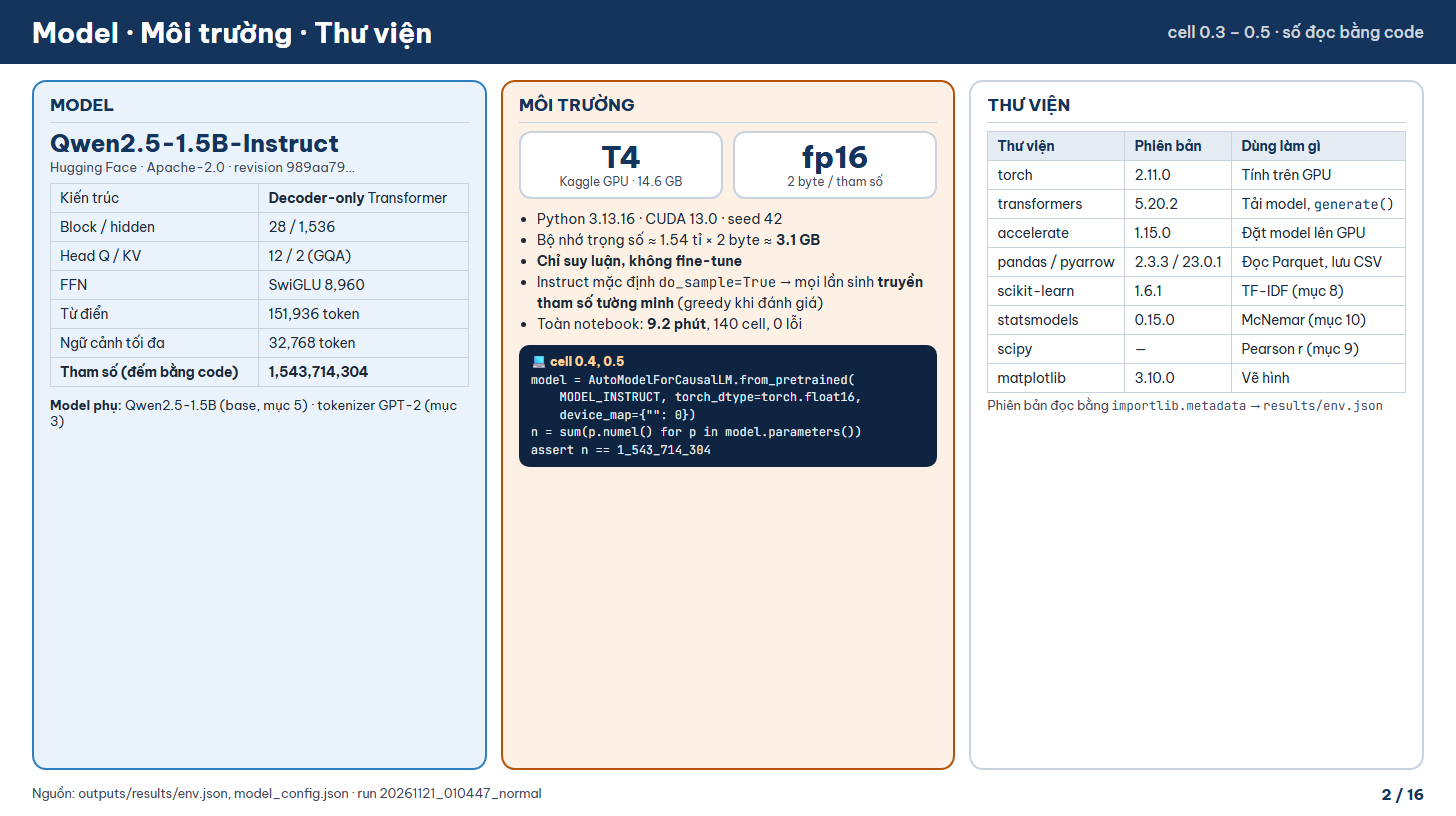 Model · Môi trường · Thư viện
cell 0.3 – 0.5 · số đọc bằng code
MODEL
Qwen2.5-1.5B-Instruct
Hugging Face · Apache-2.0 · revision 989aa79…
Kiến trúc Decoder-only Transformer
Block / hidden 28 / 1,536
Head Q / KV 12 / 2 (GQA)
FFN SwiGLU 8,960
Từ điển 151,936 token
Ngữ cảnh tối đa 32,768 token
Tham số (đếm bằng code) 1,543,714,304
Model phụ: Qwen2.5-1.5B (base, mục 5) · tokenizer GPT-2 (mục
3)
MÔI TRƯỜNG
T4
Kaggle GPU · 14.6 GB
fp16
2 byte / tham số
• Python 3.13.16 · CUDA 13.0 · seed 42
• Bộ nhớ trọng số ≈ 1.54 tỉ × 2 byte ≈ 3.1 GB
• Chỉ suy luận, không fine-tune
• Instruct mặc định do_sample=True → mọi lần sinh truyền
tham số tường minh (greedy khi đánh giá)
• Toàn notebook: 9.2 phút, 140 cell, 0 lỗi
💻 cell 0.4, 0.5
model = AutoModelForCausalLM.from_pretrained(
    MODEL_INSTRUCT, torch_dtype=torch.float16,
    device_map={"": 0})
n = sum(p.numel() for p in model.parameters())
assert n == 1_543_714_304
THƯ VIỆN
Thư viện Phiên bản Dùng làm gì
torch 2.11.0 Tính trên GPU
transformers 5.20.2 Tải model, generate()
accelerate 1.15.0 Đặt model lên GPU
pandas / pyarrow 2.3.3 / 23.0.1 Đọc Parquet, lưu CSV
scikit-learn 1.6.1 TF-IDF (mục 8)
statsmodels 0.15.0 McNemar (mục 10)
scipy — Pearson r (mục 9)
matplotlib 3.10.0 Vẽ hình
Phiên bản đọc bằng importlib.metadata → results/env.json
Nguồn: outputs/results/env.json, model_config.json · run 20261121_010447_normal
2 / 16